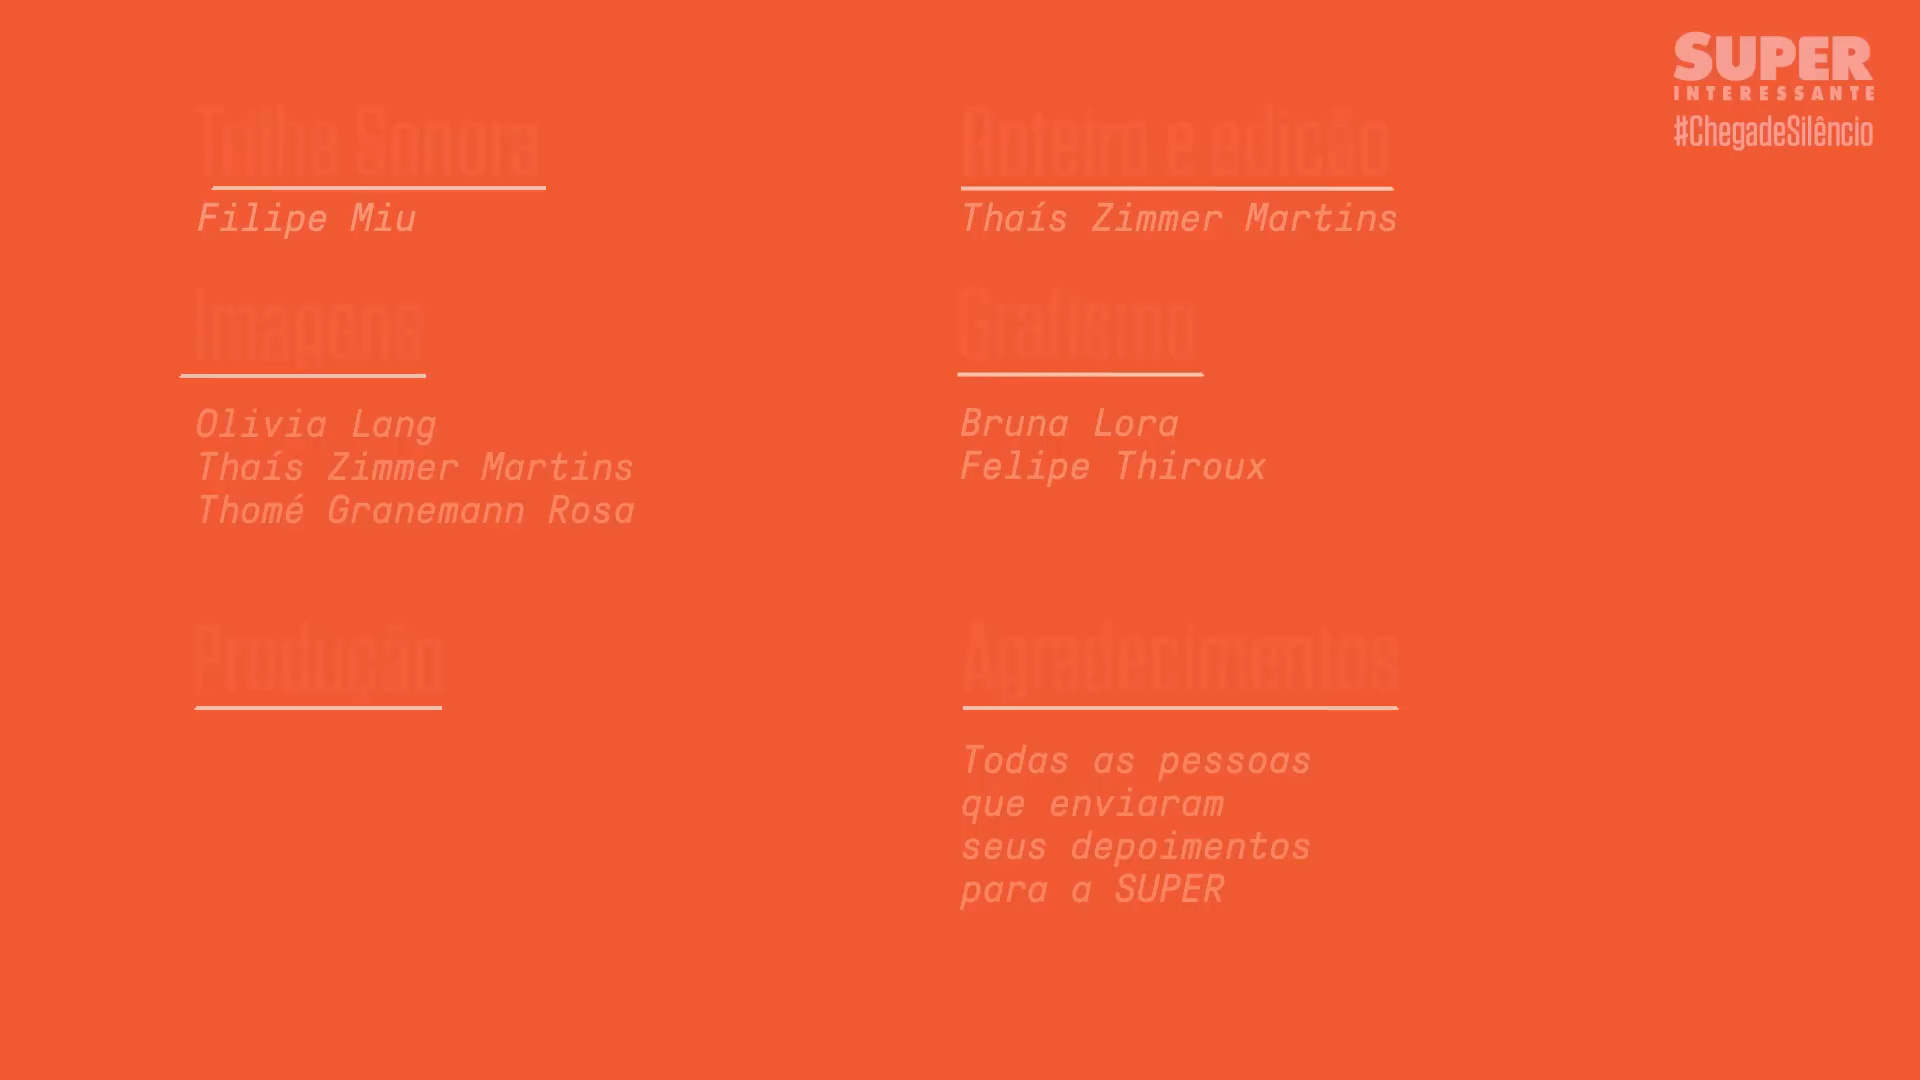 SUPER
INTERESSANTE
#ChegadeSilêncio
Trilha Sonora
Filipe Miu
Roteiro e edição
Thaís Zimmer Martins
Imagens
Olivia Lang
Thaís Zimmer Martins
Thomé Granemann Rosa
Grafismo
Bruna Lora
Felipe Thiroux
Produção
Agradecimentos
Todas as pessoas
que enviaram
seus depoimentos
para a SUPER